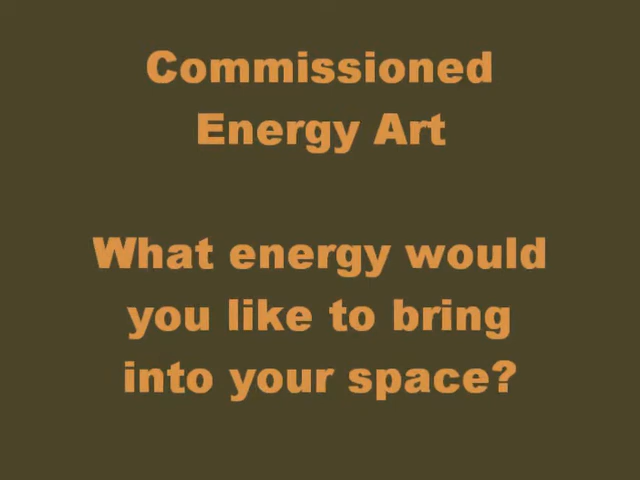 Commissioned
Energy Art
What energy would
you like to bring
into your space?